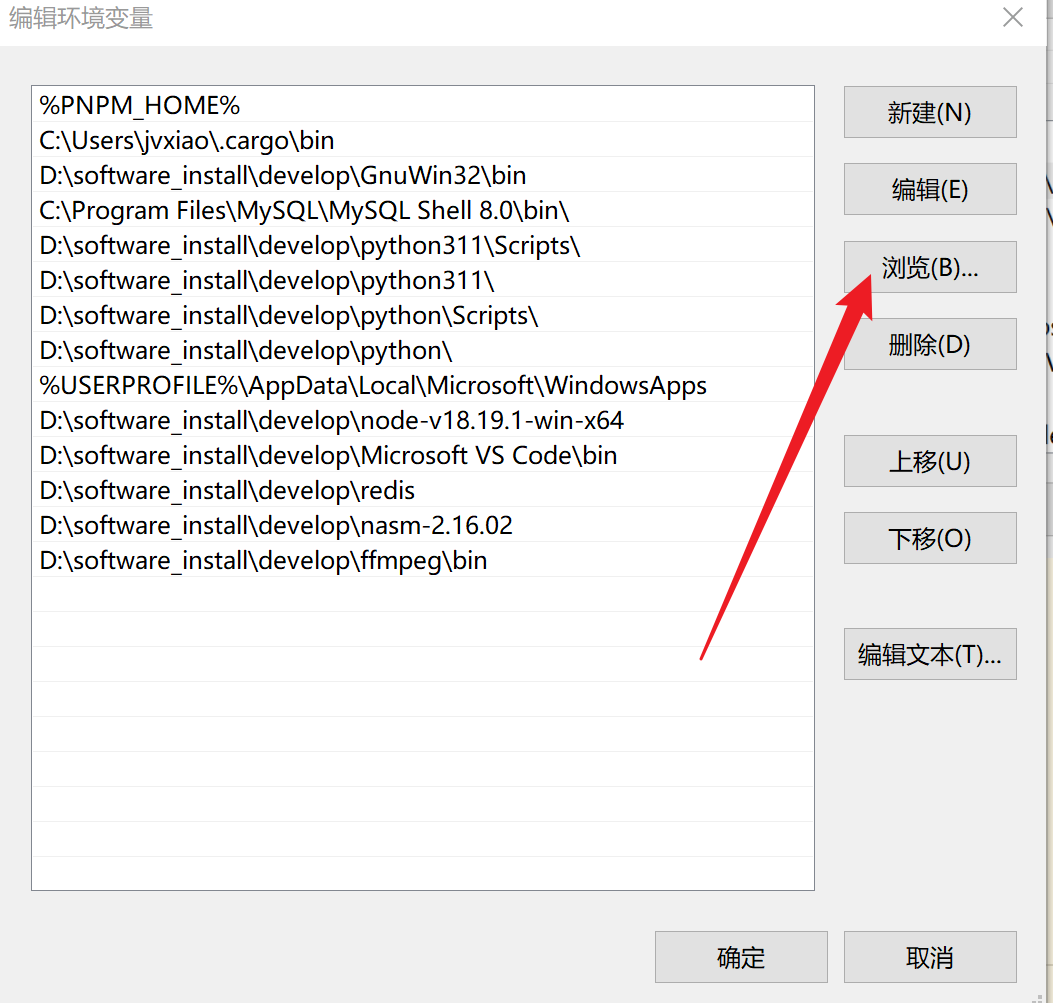 编辑环境变量
%PNPM_HOME%
C:\Users\jvxiao\.cargo\bin
D:\software_install\develop\GnuWin32\bin
C:\Program Files\MySQL\MySQL Shell 8.0\bin\
D:\software_install\develop\python311\Scripts\
D:\software_install\develop\python311\
D:\software_install\develop\python\Scripts\
D:\software_install\develop\python\
%USERPROFILE%\AppData\Local\Microsoft\WindowsApps
D:\software_install\develop\node-v18.19.1-win-x64
D:\software_install\develop\Microsoft VS Code\bin
D:\software_install\develop\redis
D:\software_install\develop\nasm-2.16.02
D:\software_install\develop\ffmpeg\bin
新建(N)
编辑(E)
浏览(B)...
删除(D)
上移(U)
下移(O)
编辑文本(T)...
确定
取消